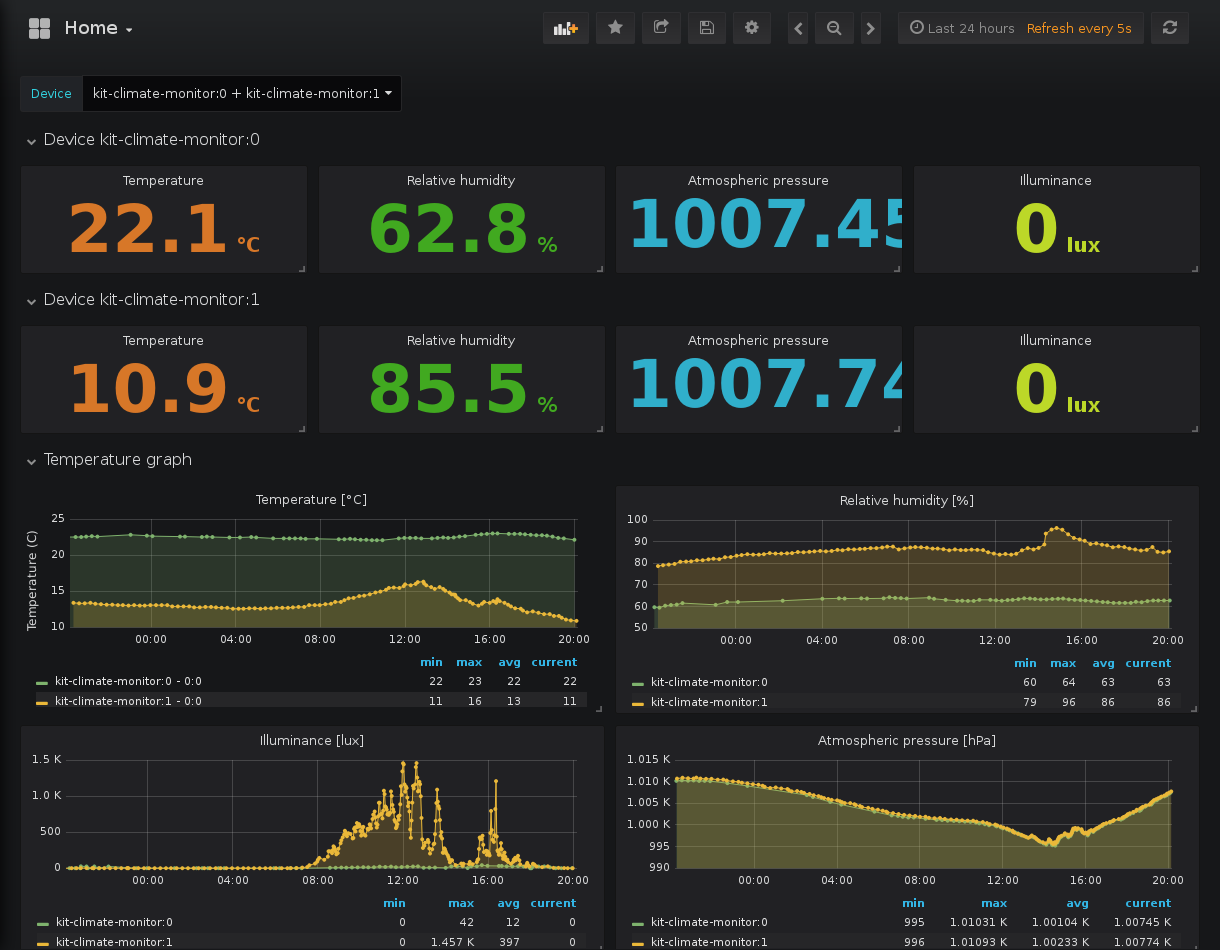 Home
Last 24 hours Refresh every 5s
Device kit-climate-monitor:0 + kit-climate-monitor:1
Device kit-climate-monitor:0
Temperature Relative humidity Atmospheric pressure Illuminance
22.1 °C 62.8 % 1007.45 0 lux
Device kit-climate-monitor:1
Temperature Relative humidity Atmospheric pressure Illuminance
10.9 °C 85.5 % 1007.74 0 lux
Temperature graph
Temperature [°C]
Temperature (C)
25
20
15
10
00:00 04:00 08:00 12:00 16:00 20:00
min max avg current
kit-climate-monitor:0 - 0:0 22 23 22 22
kit-climate-monitor:1 - 0:0 11 16 13 11
Relative humidity [%]
100
90
80
70
60
50
00:00 04:00 08:00 12:00 16:00 20:00
min max avg current
kit-climate-monitor:0 60 64 63 63
kit-climate-monitor:1 79 96 86 86
Illuminance [lux]
1.5 K
1.0 K
500
0
00:00 04:00 08:00 12:00 16:00 20:00
min max avg current
kit-climate-monitor:0 0 42 12 0
kit-climate-monitor:1 0 1.457 K 397 0
Atmospheric pressure [hPa]
1.015 K
1.010 K
1.005 K
1.000 K
995
990
00:00 04:00 08:00 12:00 16:00 20:00
min max avg current
kit-climate-monitor:0 995 1.01031 K 1.00104 K 1.00745 K
kit-climate-monitor:1 996 1.01093 K 1.00233 K 1.00774 K